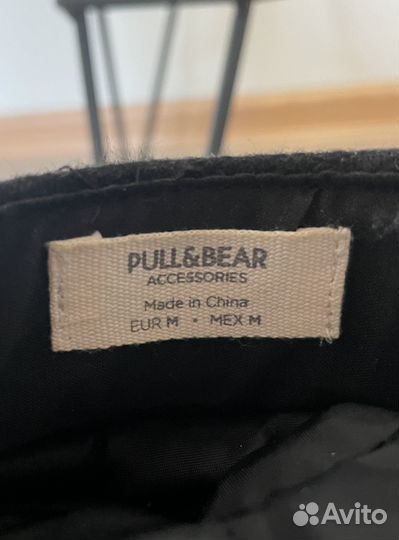 PULL&BEAR
ACCESSORIES
Made in China
EUR M • MEX M
Avito